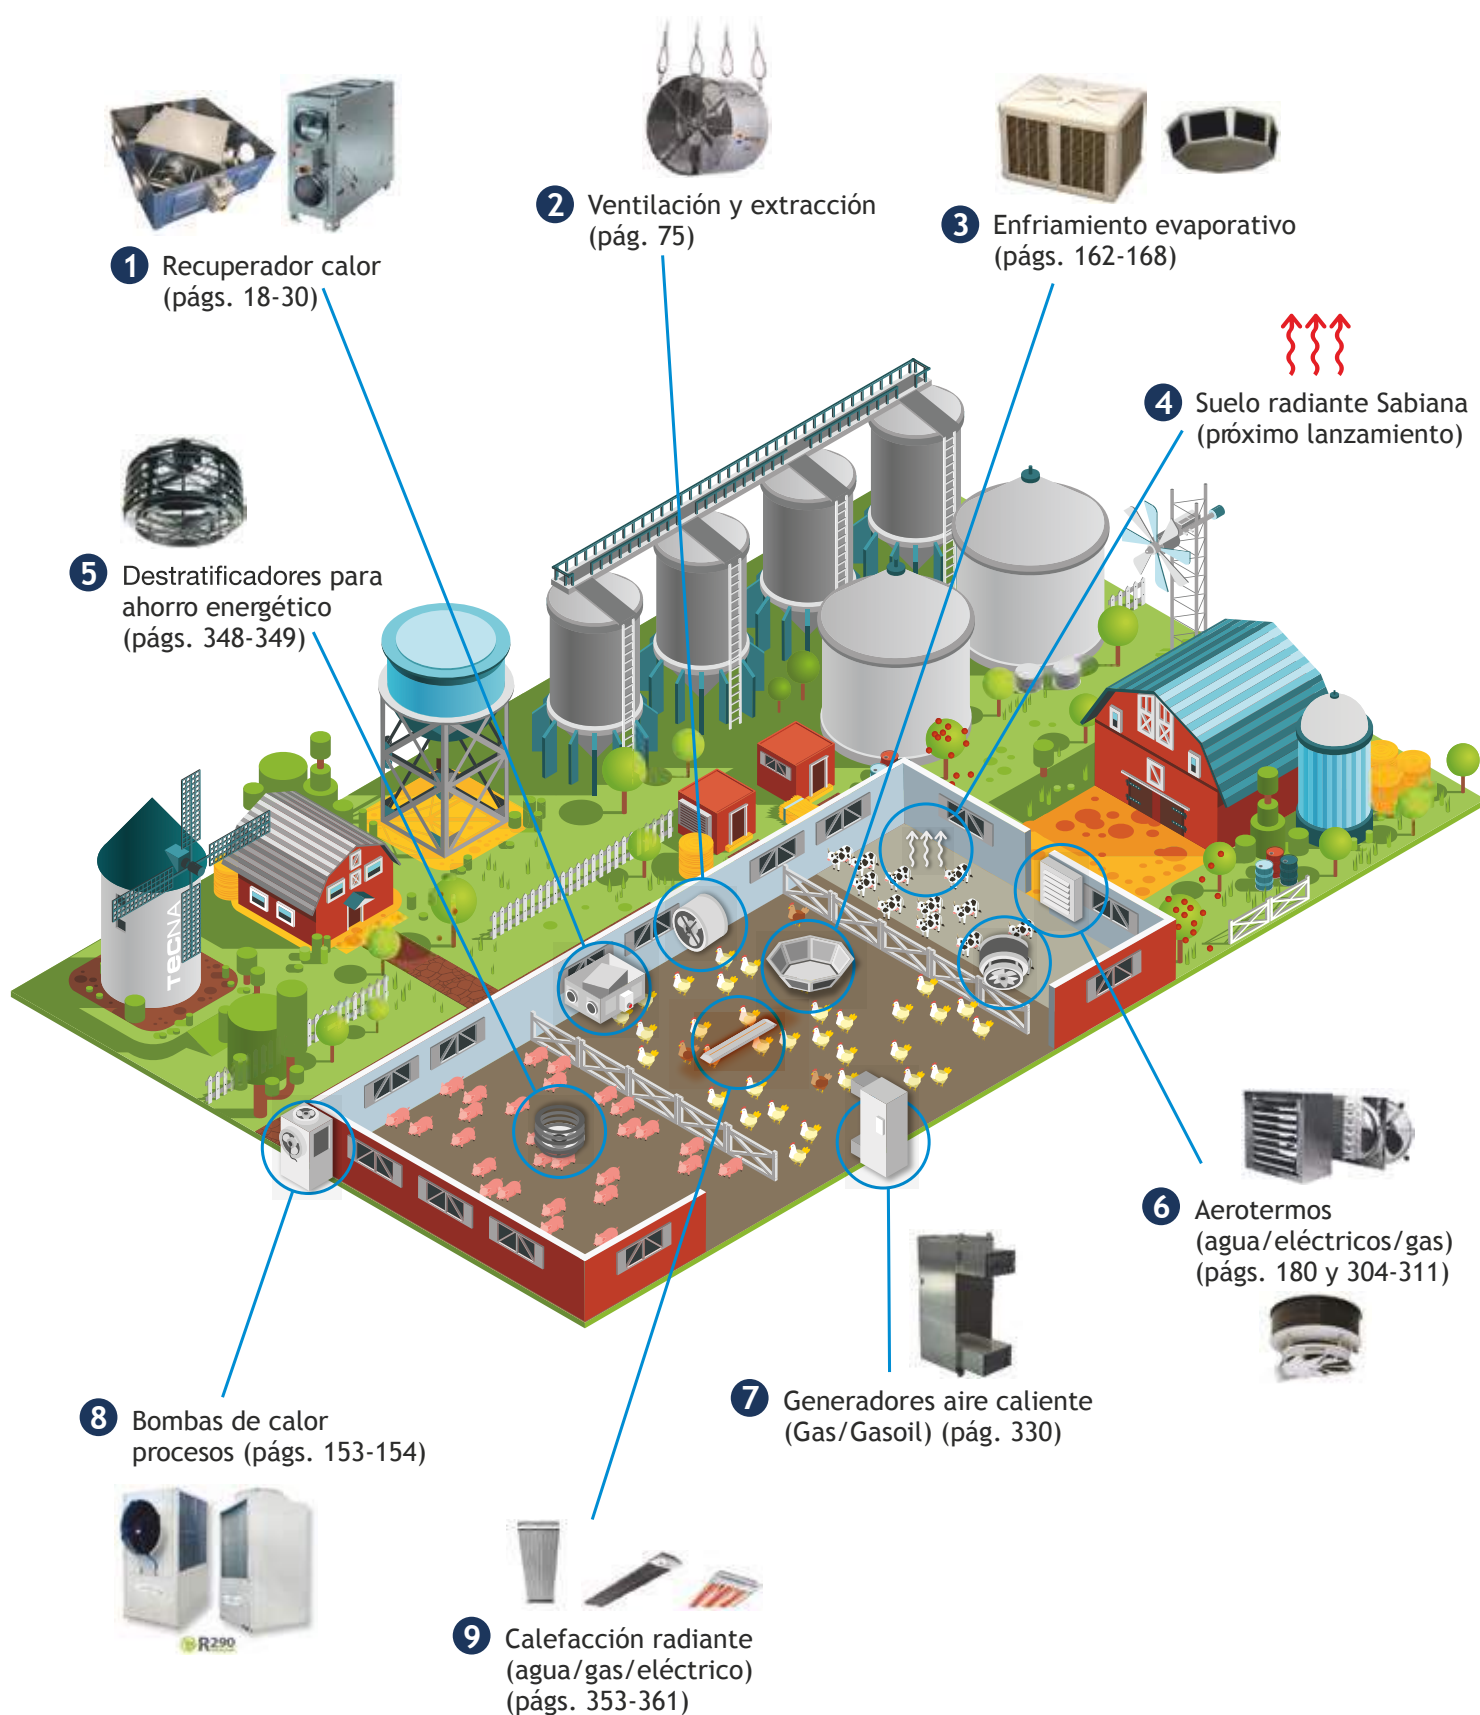 1 Recuperador calor
(págs. 18-30)
2 Ventilación y extracción
(pág. 75)
3 Enfriamiento evaporativo
(págs. 162-168)
4 Suelo radiante Sabiana
(próximo lanzamiento)
5 Destratificadores para
ahorro energético
(págs. 348-349)
TECNA
6 Aerotermos
(agua/eléctricos/gas)
(págs. 180 y 304-311)
7 Generadores aire caliente
(Gas/Gasoil) (pág. 330)
8 Bombas de calor
procesos (págs. 153-154)
R290
9 Calefacción radiante
(agua/gas/eléctrico)
(págs. 353-361)